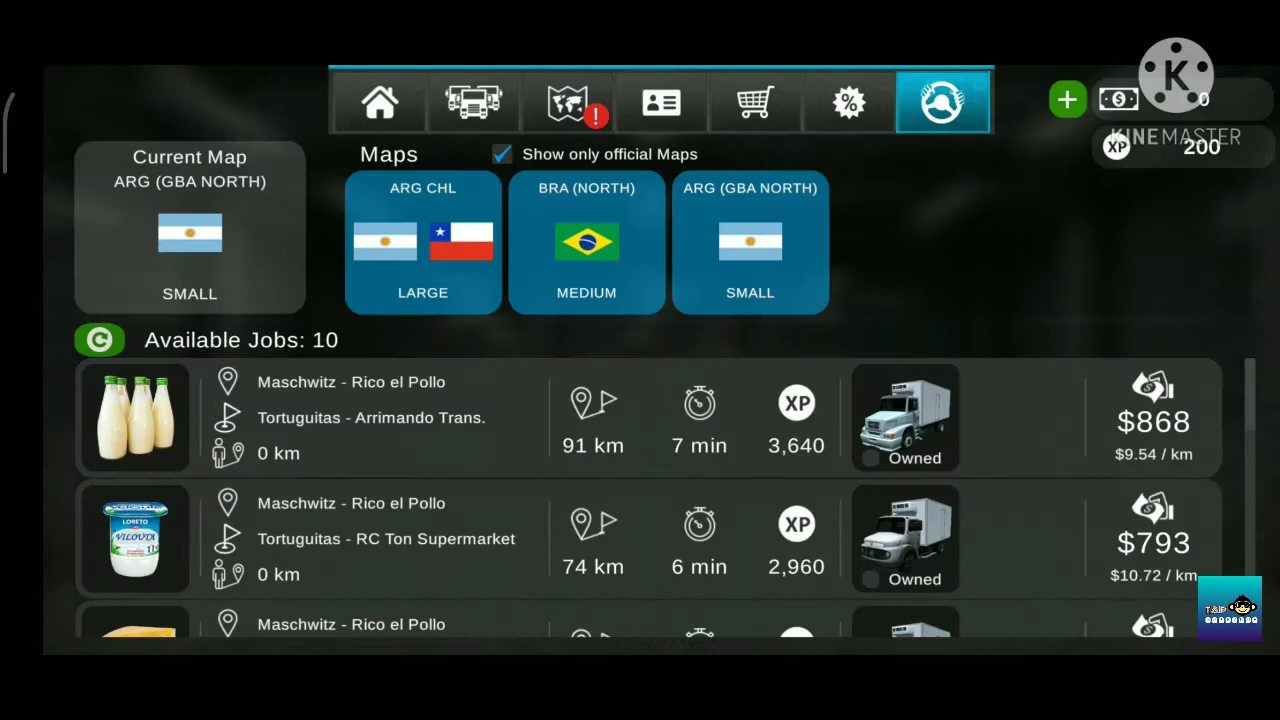 K
KINEMASTER
0
XP 200
Current Map
ARG (GBA NORTH)
SMALL
Maps
Show only official Maps
ARG CHL
LARGE
BRA (NORTH)
MEDIUM
ARG (GBA NORTH)
SMALL
Available Jobs: 10
Maschwitz - Rico el Pollo
Tortuguitas - Arrimando Trans.
0 km
91 km
7 min
XP
3,640
Owned
$868
$9.54 / km
LORETO
Maschwitz - Rico el Pollo
Tortuguitas - RC Ton Supermarket
0 km
74 km
6 min
XP
2,960
Owned
$793
$10.72 / km
Maschwitz - Rico el Pollo